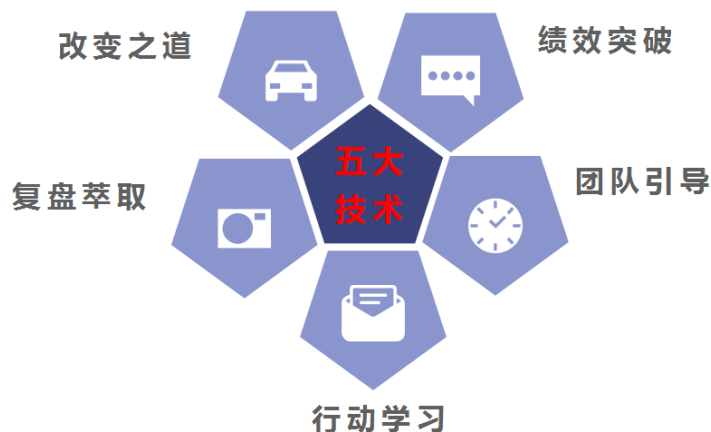 改变之道
绩效突破
五大
技术
复盘萃取
团队引导
行动学习